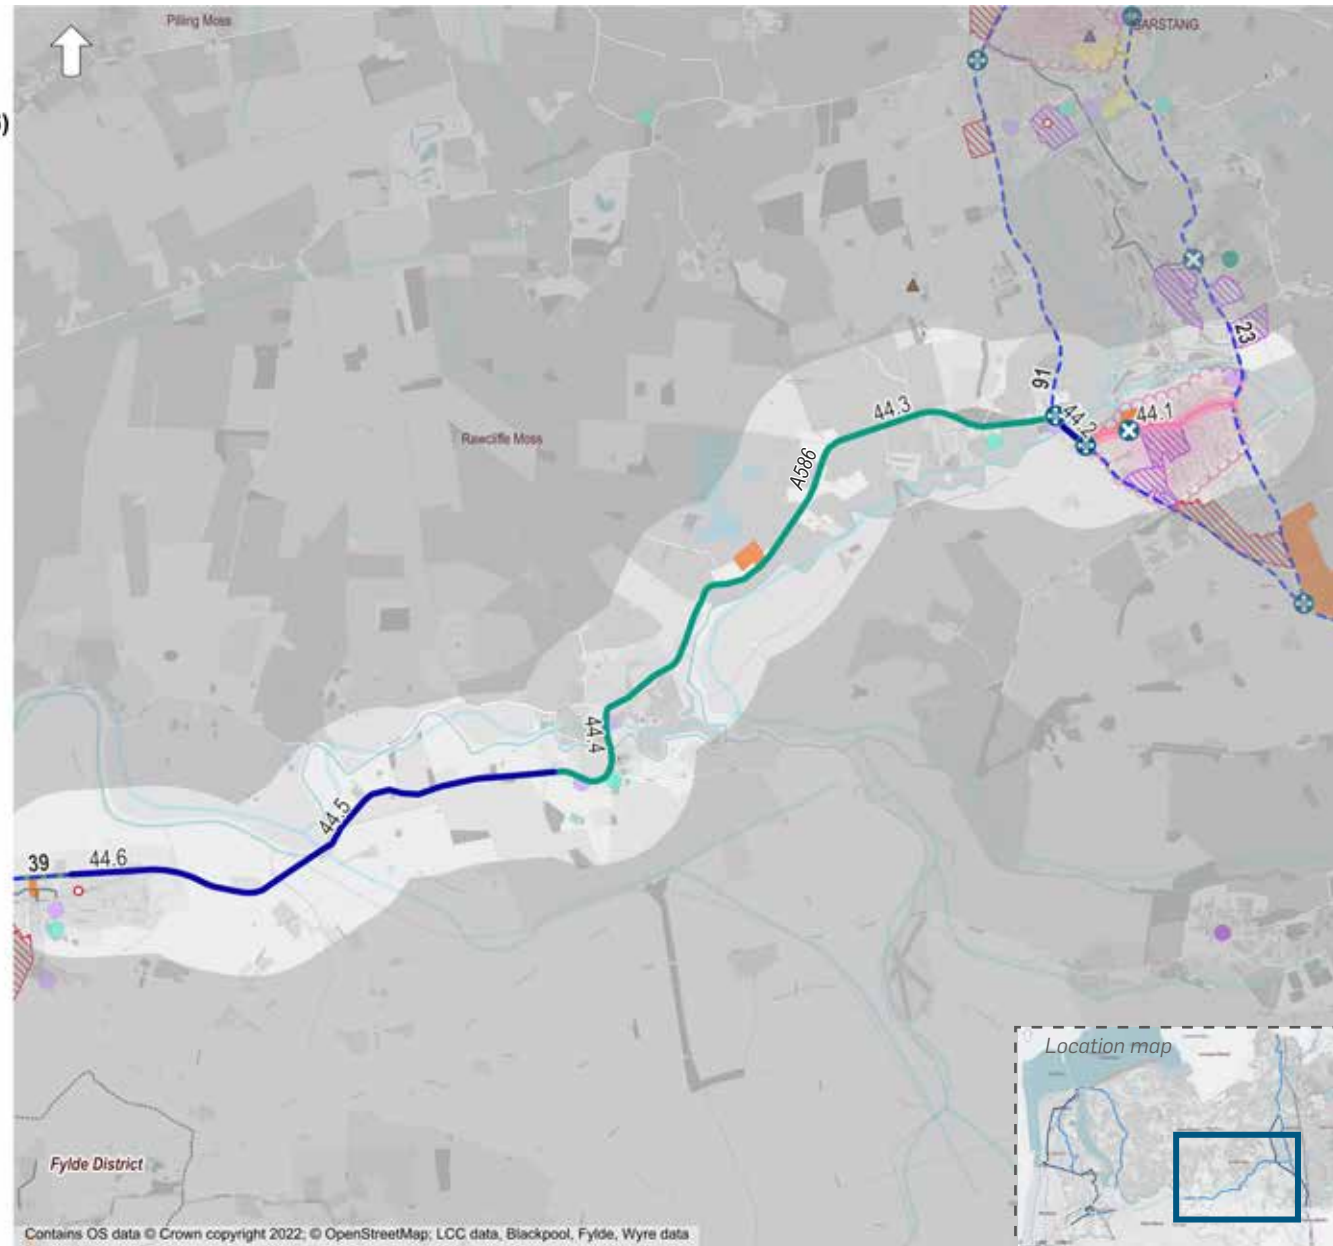 Pilling Moss
GARSTANG
)
23
91
44.3
44.2
44.1
A586
Rawcliffe Moss
44.4
44.5
39
44.6
Location map
Fylde District
Contains OS data © Crown copyright 2022; © OpenStreetMap; LCC data, Blackpool, Fylde, Wyre data